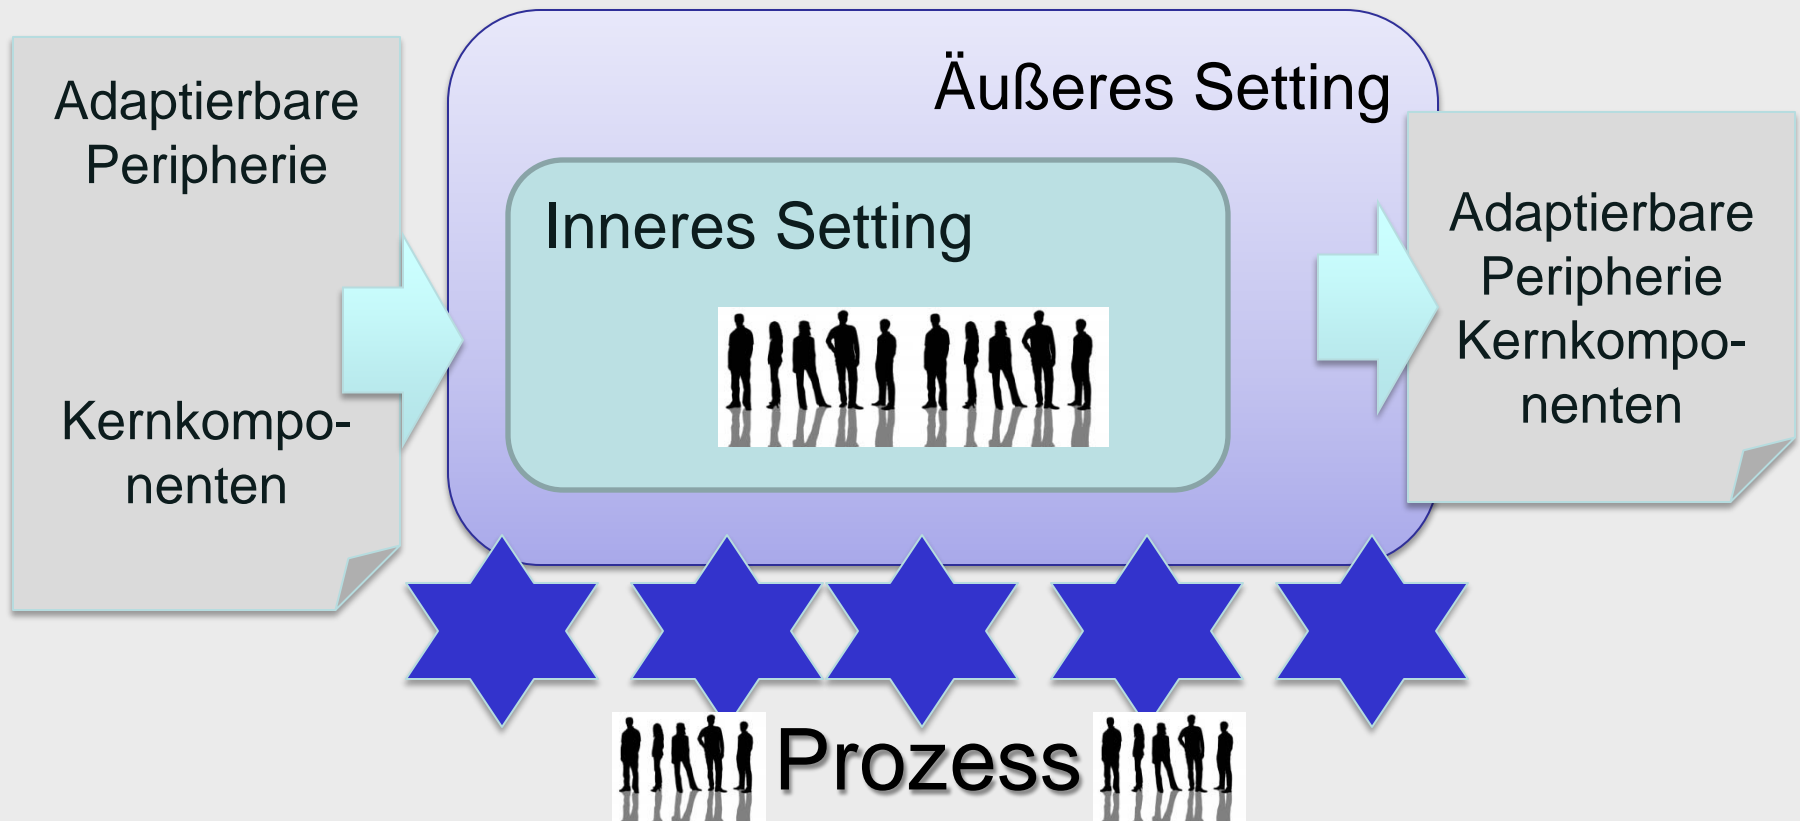 Adaptierbare
Peripherie
Kernkompo-
nenten
Äußeres Setting
Inneres Setting
Adaptierbare
Peripherie
Kernkompo-
nenten
Prozess